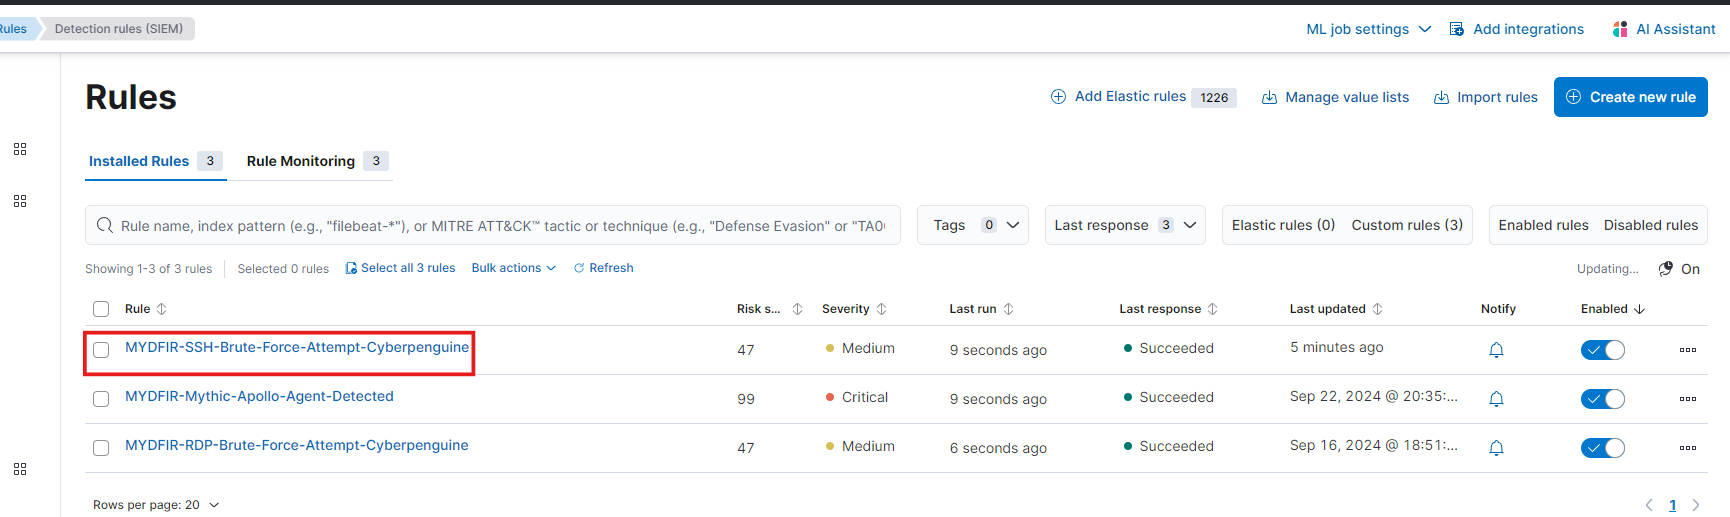 Rules Detection rules (SIEM) ML job settings Add integrations AI Assistant
Rules Add Elastic rules 1226 Manage value lists Import rules Create new rule
Installed Rules 3 Rule Monitoring 3
Rule name, index pattern (e.g., "filebeat-*"), or MITRE ATT&CK™ tactic or technique (e.g., "Defense Evasion" or "TA00 Tags 0 Last response 3 Elastic rules (0) Custom rules (3) Enabled rules Disabled rules
Showing 1-3 of 3 rules Selected 0 rules Select all 3 rules Bulk actions Refresh Updating... On
Rule Risk s... Severity Last run Last response Last updated Notify Enabled
MYDFIR-SSH-Brute-Force-Attempt-Cyberpenguine 47 Medium 9 seconds ago Succeeded 5 minutes ago
MYDFIR-Mythic-Apollo-Agent-Detected 99 Critical 9 seconds ago Succeeded Sep 22, 2024 @ 20:35:...
MYDFIR-RDP-Brute-Force-Attempt-Cyberpenguine 47 Medium 6 seconds ago Succeeded Sep 16, 2024 @ 18:51:...
Rows per page: 20 1